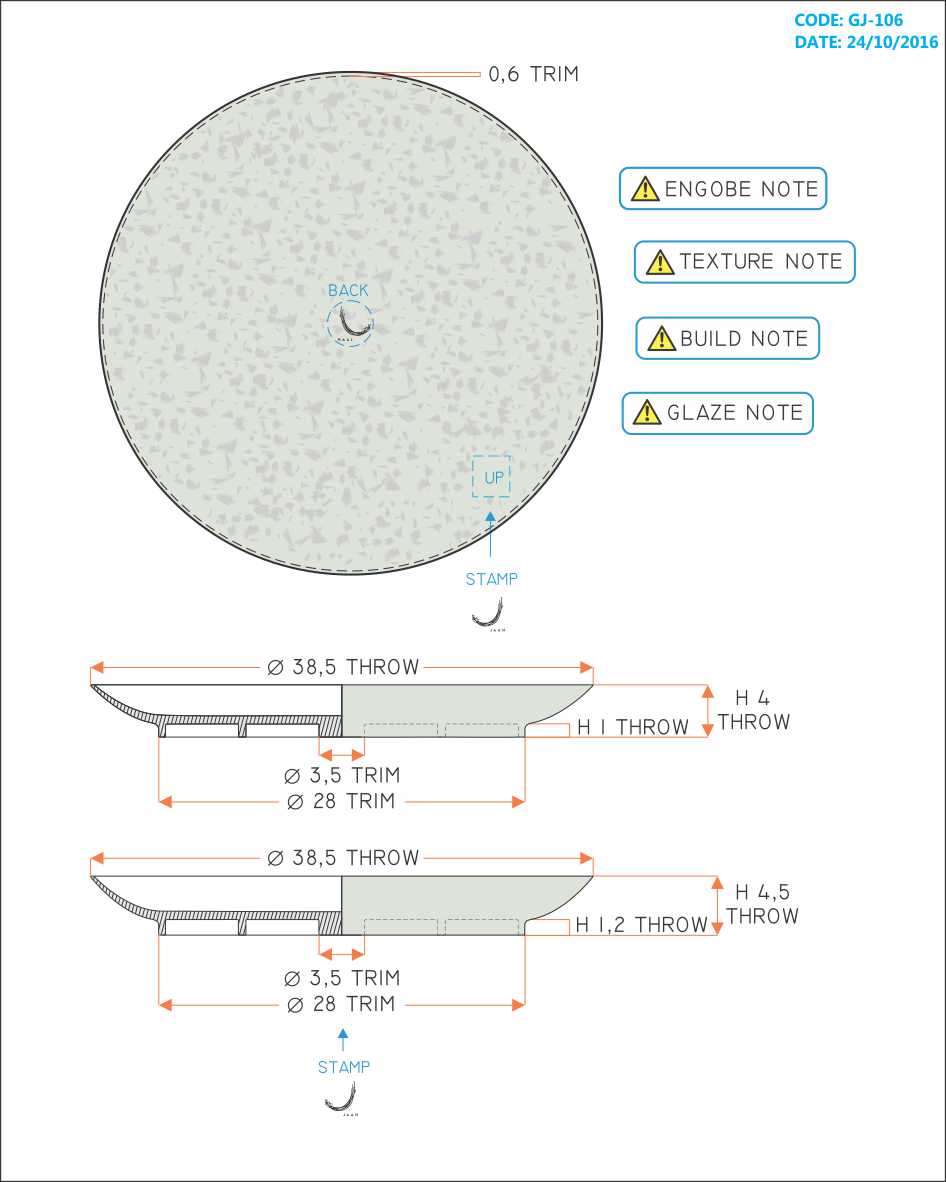 CODE: GJ-106
DATE: 24/10/2016
0,6 TRIM
ENGOBE NOTE
TEXTURE NOTE
BUILD NOTE
GLAZE NOTE
BACK
UP
STAMP
JAAM
Ø 38,5 THROW
H 4
THROW
H 1 THROW
Ø 3,5 TRIM
Ø 28 TRIM
Ø 38,5 THROW
H 4,5
THROW
H 1,2 THROW
Ø 3,5 TRIM
Ø 28 TRIM
STAMP
JAAM